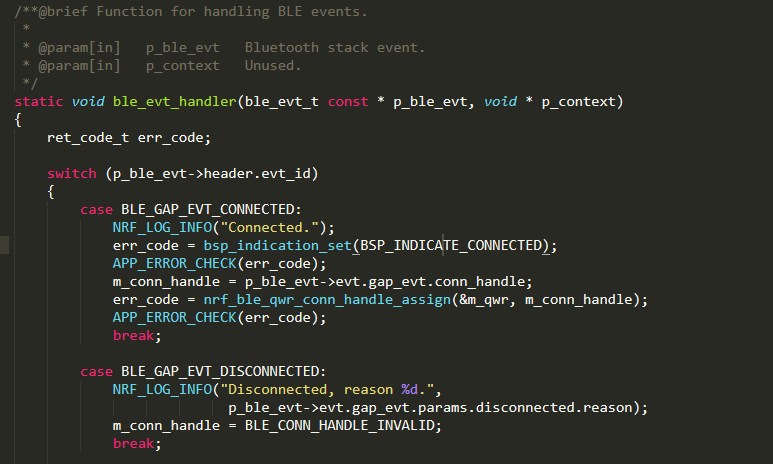 /**@brief Function for handling BLE events.
 *
 * @param[in]   p_ble_evt   Bluetooth stack event.
 * @param[in]   p_context   Unused.
 */
static void ble_evt_handler(ble_evt_t const * p_ble_evt, void * p_context)
{
    ret_code_t err_code;

    switch (p_ble_evt->header.evt_id)
    {
        case BLE_GAP_EVT_CONNECTED:
            NRF_LOG_INFO("Connected.");
            err_code = bsp_indication_set(BSP_INDICATE_CONNECTED);
            APP_ERROR_CHECK(err_code);
            m_conn_handle = p_ble_evt->evt.gap_evt.conn_handle;
            err_code = nrf_ble_qwr_conn_handle_assign(&m_qwr, m_conn_handle);
            APP_ERROR_CHECK(err_code);
            break;

        case BLE_GAP_EVT_DISCONNECTED:
            NRF_LOG_INFO("Disconnected, reason %d.",
                          p_ble_evt->evt.gap_evt.params.disconnected.reason);
            m_conn_handle = BLE_CONN_HANDLE_INVALID;
            break;